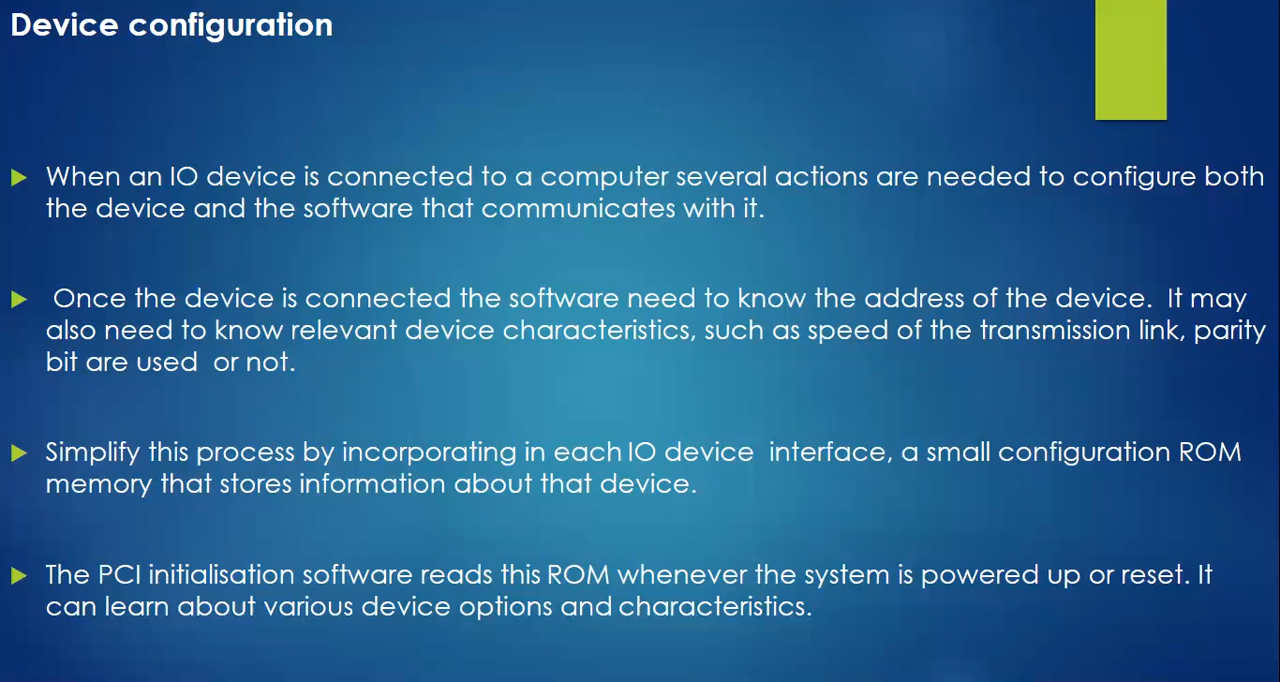 Device configuration
When an IO device is connected to a computer several actions are needed to configure both
the device and the software that communicates with it.
Once the device is connected the software need to know the address of the device. It may
also need to know relevant device characteristics, such as speed of the transmission link, parity
bit are used or not.
Simplify this process by incorporating in each IO device interface, a small configuration ROM
memory that stores information about that device.
The PCI initialisation software reads this ROM whenever the system is powered up or reset. It
can learn about various device options and characteristics.